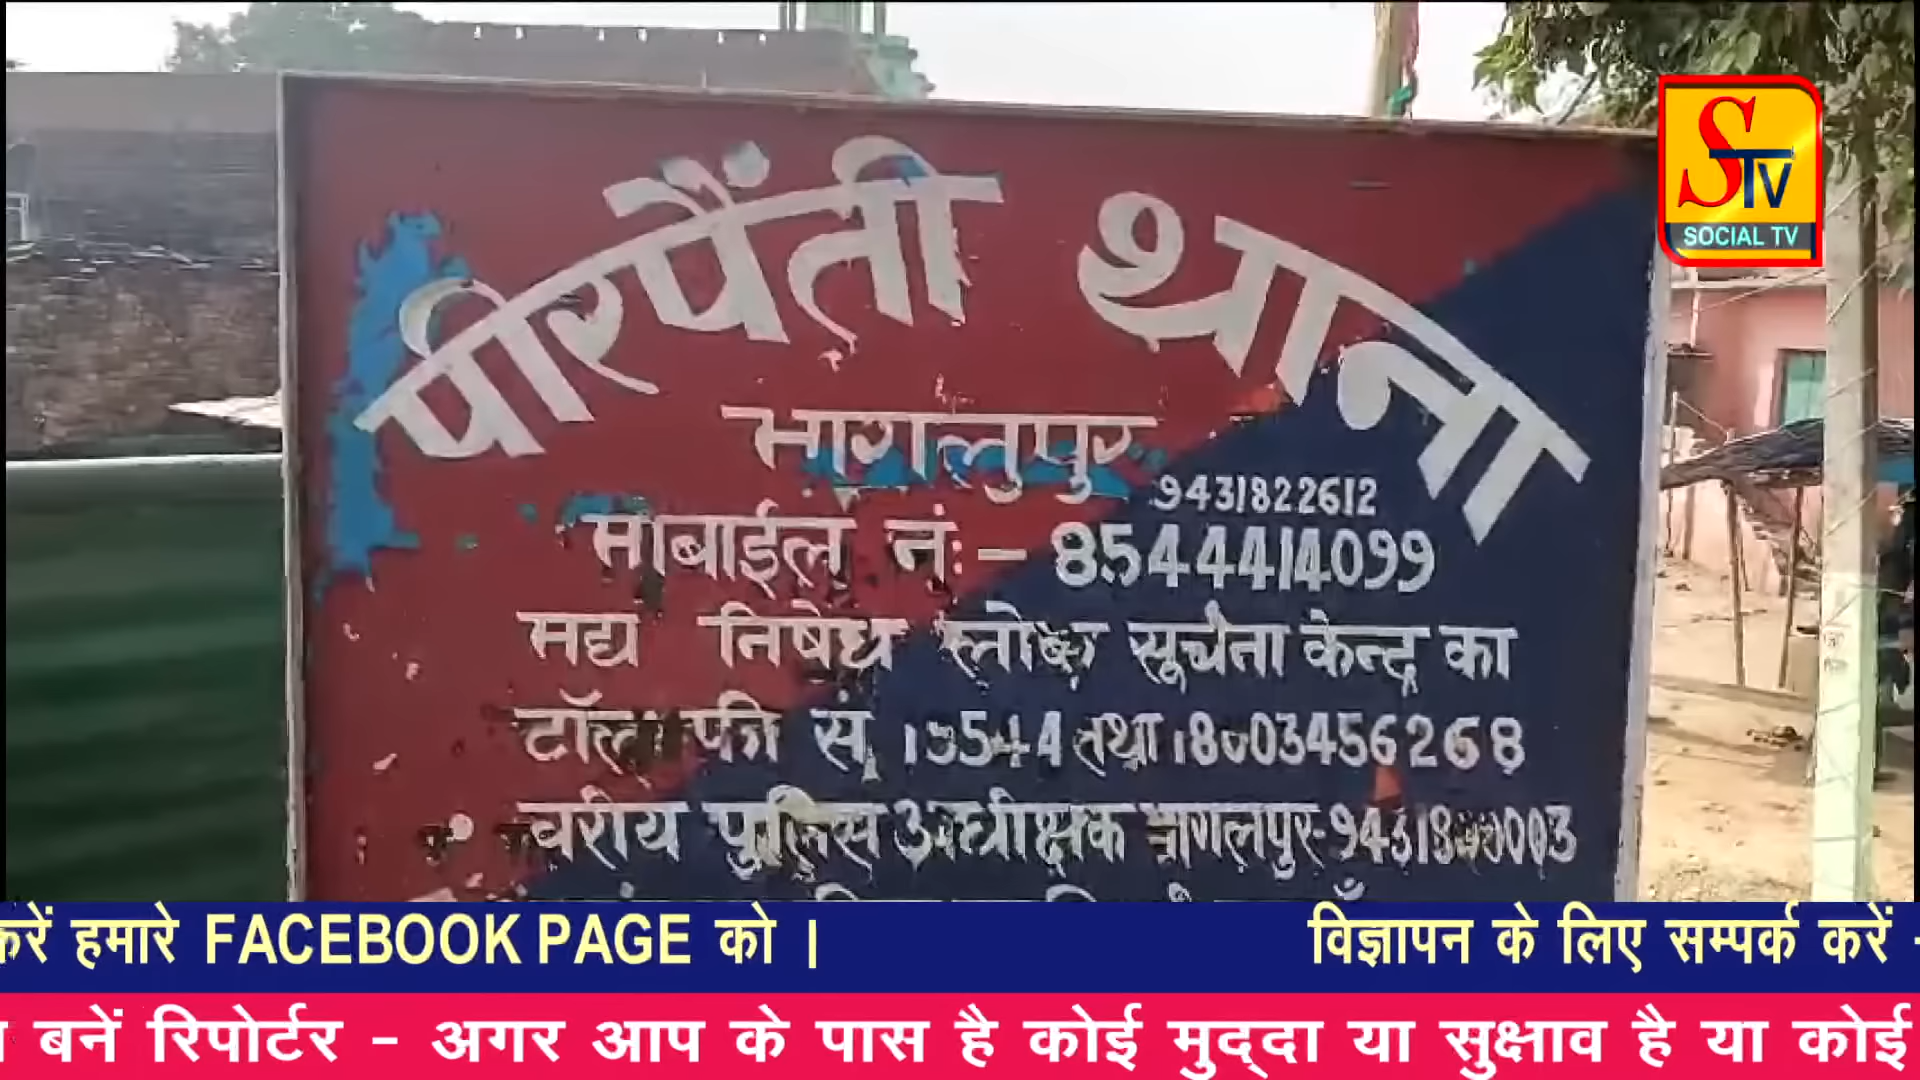 पीरपैंती थाना
भागलपुर
9431822612
मोबाईल नं:- 8544414099
मद्य निषेध
सूचना केन्द्र का
टॉल फ्री सं. तथा 18003456268
वरीय पुलिस अधीक्षक भागलपुर-
STV
SOCIAL TV
करें हमारे FACEBOOK PAGE को |
विज्ञापन के लिए सम्पर्क करें -
बनें रिपोर्टर - अगर आप के पास है कोई मुद्दा या सुक्षाव है या कोई